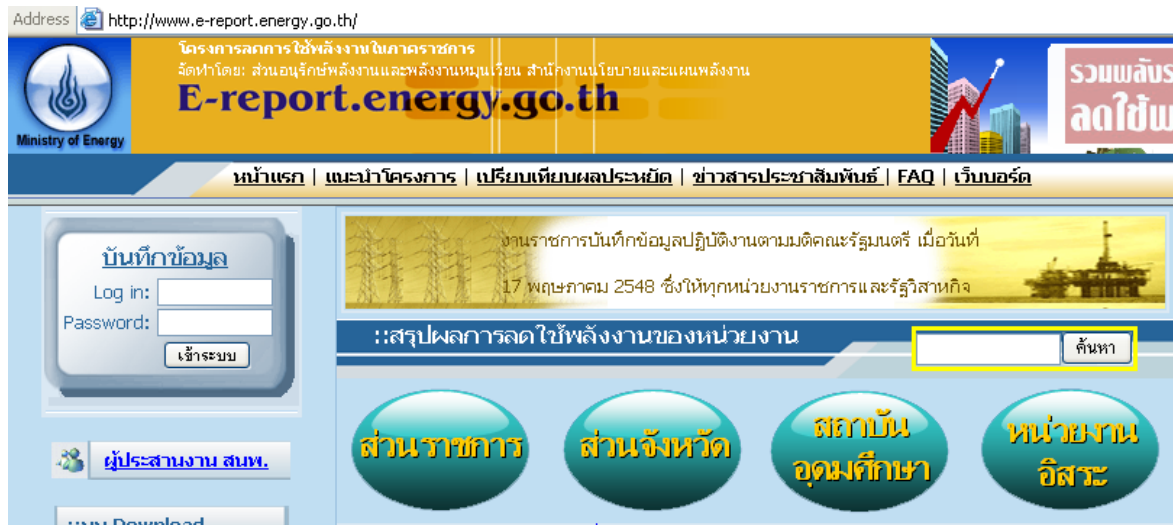 Address http://www.e-report.energy.go.th/
โครงการลดการใช้พลังงานในภาคราชการ
จัดทำโดย: ส่วนอนุรักษ์พลังงานและพลังงานหมุนเวียน สำนักงานนโยบายและแผนพลังงาน
E-report.energy.go.th
Ministry of Energy
รวมพลัง
ลดใช้
หน้าแรก | แนะนำโครงการ | เปรียบเทียบผลประหยัด | ข่าวสารประชาสัมพันธ์ | FAQ | เว็บบอร์ด
บันทึกข้อมูล
Log in:
Password:
เข้าระบบ
ผู้ประสานงาน สนพ.
Download
งานราชการบันทึกข้อมูลปฏิบัติงานตามมติคณะรัฐมนตรี เมื่อวันที่
17 พฤษภาคม 2548 ซึ่งให้ทุกหน่วยงานราชการและรัฐวิสาหกิจ
::สรุปผลการลดใช้พลังงานของหน่วยงาน
ค้นหา
ส่วนราชการ
ส่วนจังหวัด
สถาบัน
อุดมศึกษา
หน่วยงาน
อิสระ